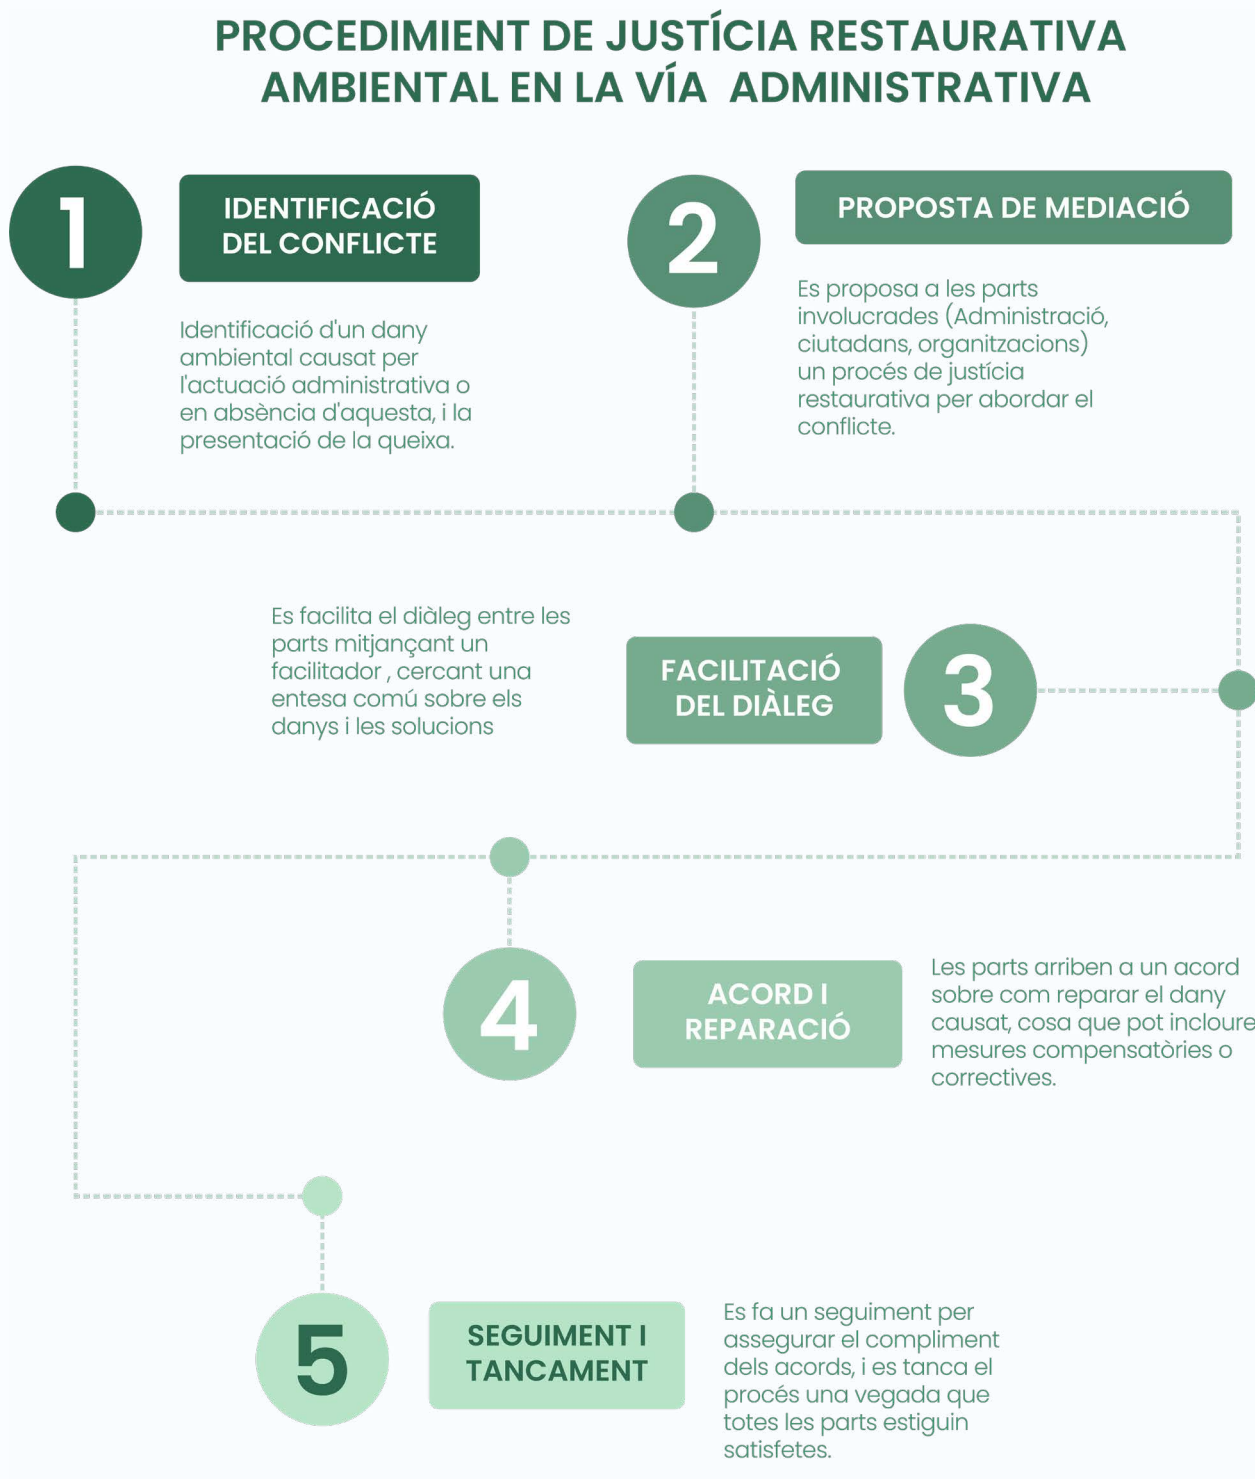 PROCEDIMIENT DE JUSTÍCIA RESTAURATIVA
AMBIENTAL EN LA VÍA ADMINISTRATIVA
1
IDENTIFICACIÓ
DEL CONFLICTE
Identificació d'un dany
ambiental causat per
l'actuació administrativa o
en absència d'aquesta, i la
presentació de la queixa.
2
PROPOSTA DE MEDIACIÓ
Es proposa a les parts
involucrades (Administració,
ciutadans, organitzacions)
un procés de justícia
restaurativa per abordar el
conflicte.
3
FACILITACIÓ
DEL DIÀLEG
Es facilita el diàleg entre les
parts mitjançant un
facilitador , cercant una
entesa comú sobre els
danys i les solucions
4
ACORD I
REPARACIÓ
Les parts arriben a un acord
sobre com reparar el dany
causat, cosa que pot incloure
mesures compensatòries o
correctives.
5
SEGUIMENT I
TANCAMENT
Es fa un seguiment per
assegurar el compliment
dels acords, i es tanca el
procés una vegada que
totes les parts estiguin
satisfetes.